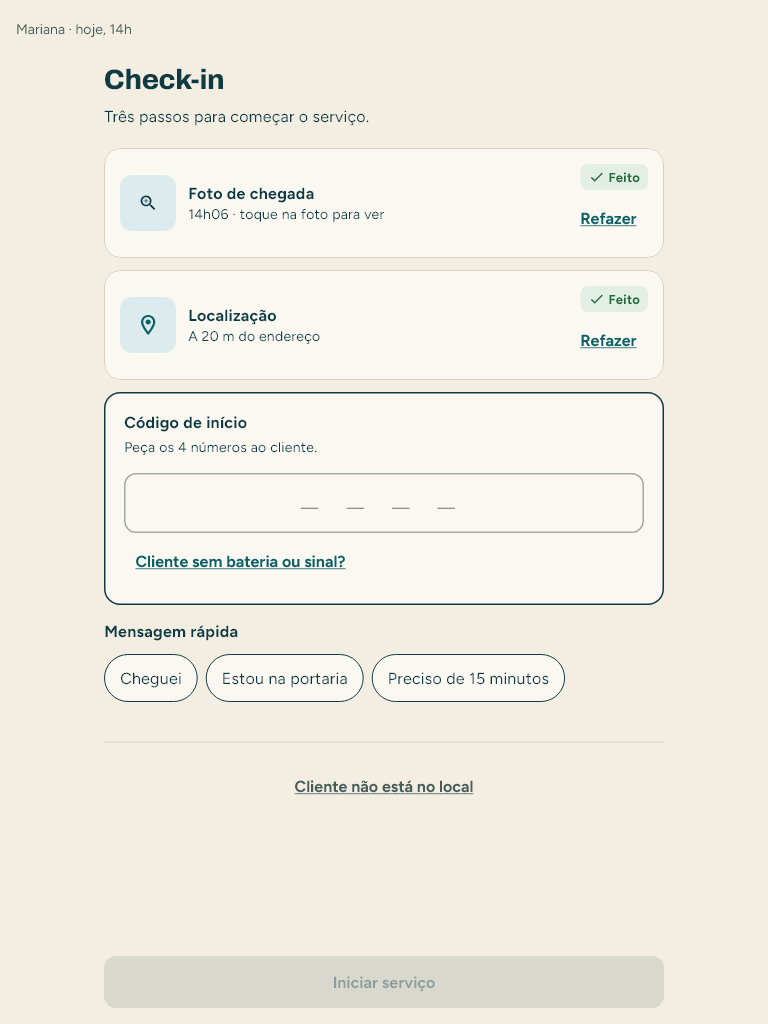 Mariana · hoje, 14h
Check-in
Três passos para começar o serviço.
Foto de chegada
14h06 · toque na foto para ver
Feito
Refazer
Localização
A 20 m do endereço
Feito
Refazer
Código de início
Peça os 4 números ao cliente.
— — — —
Cliente sem bateria ou sinal?
Mensagem rápida
Cheguei
Estou na portaria
Preciso de 15 minutos
Cliente não está no local
Iniciar serviço